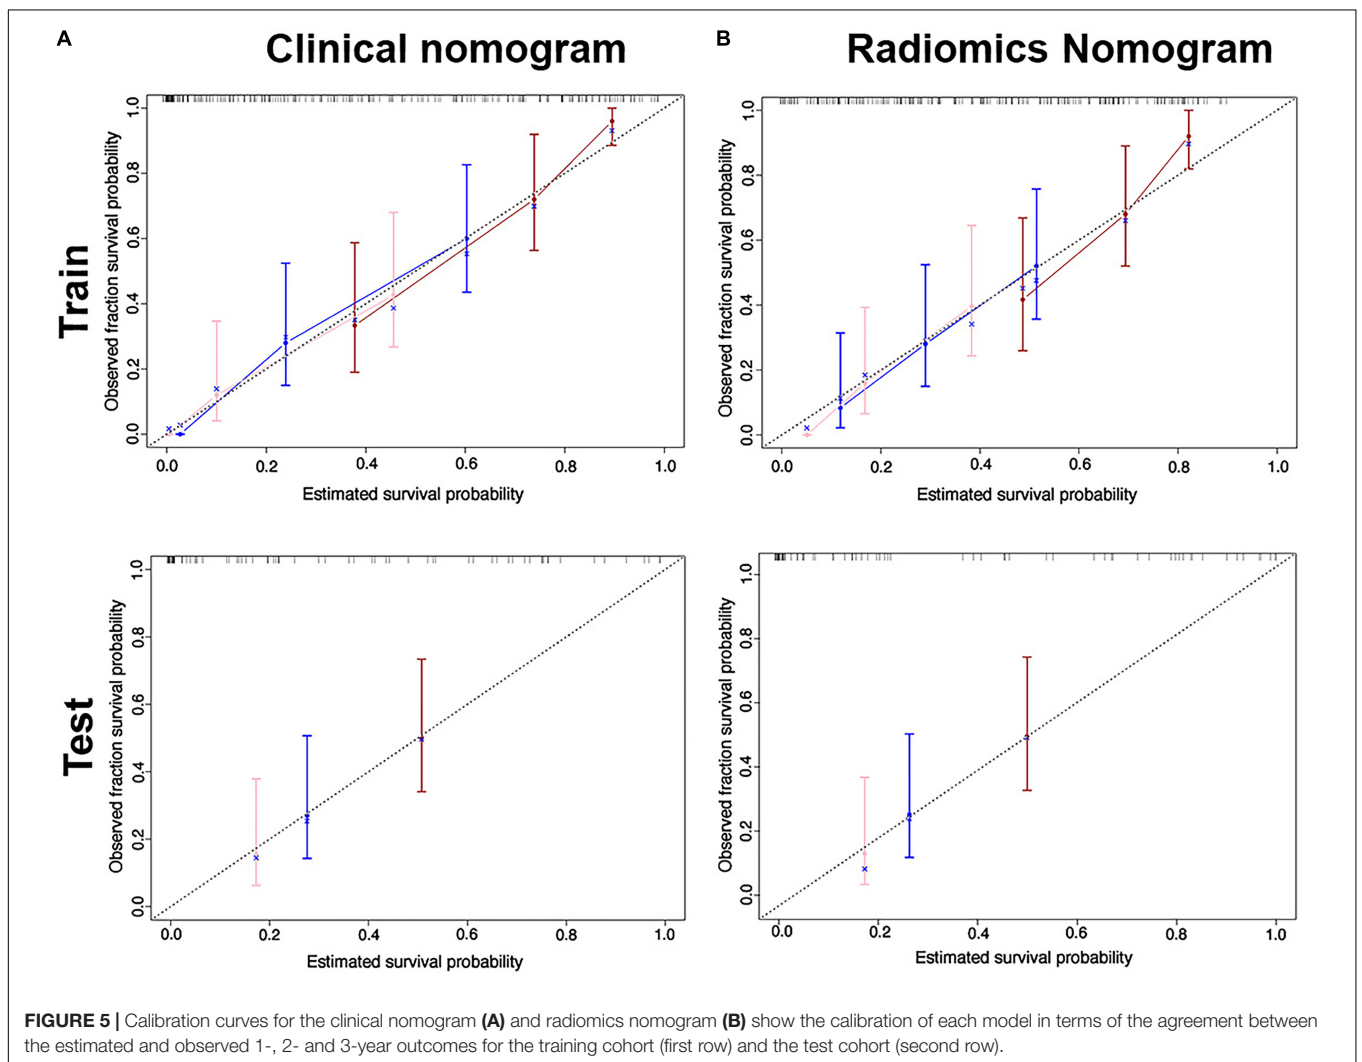 A
Clinical nomogram
B
Radiomics Nomogram
Train
Observed fraction survival probability
0.0 0.2 0.4 0.6 0.8 1.0
0.0 0.2 0.4 0.6 0.8 1.0
Estimated survival probability
Observed fraction survival probability
0.0 0.2 0.4 0.6 0.8 1.0
0.0 0.2 0.4 0.6 0.8 1.0
Estimated survival probability
Test
Observed fraction survival probability
0.0 0.2 0.4 0.6 0.8 1.0
0.0 0.2 0.4 0.6 0.8 1.0
Estimated survival probability
Observed fraction survival probability
0.0 0.2 0.4 0.6 0.8 1.0
0.0 0.2 0.4 0.6 0.8 1.0
Estimated survival probability
FIGURE 5 | Calibration curves for the clinical nomogram (A) and radiomics nomogram (B) show the calibration of each model in terms of the agreement between
the estimated and observed 1-, 2- and 3-year outcomes for the training cohort (first row) and the test cohort (second row).